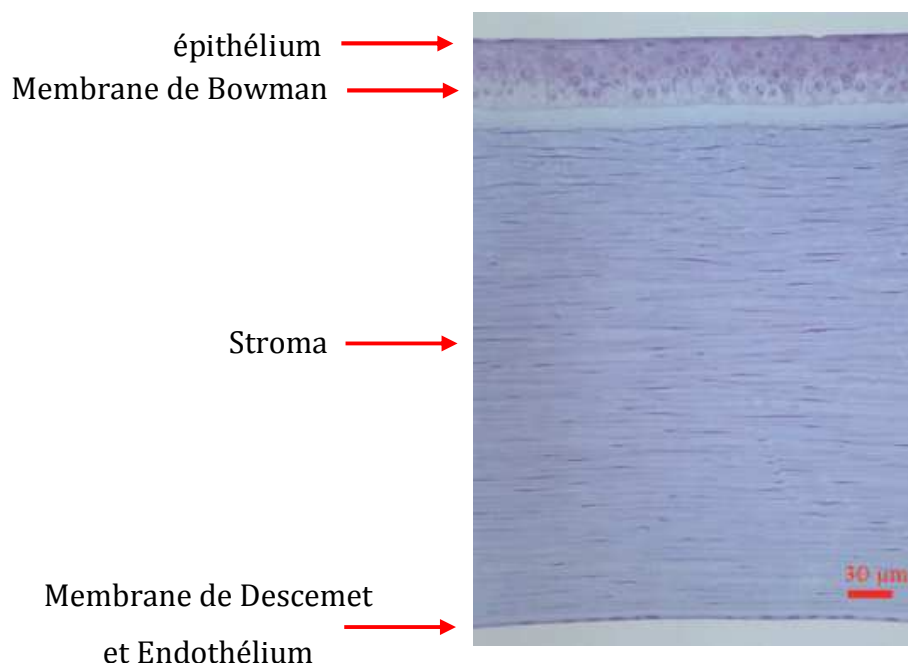 épithélium
Membrane de Bowman
Stroma
30 µm
Membrane de Descemet
et Endothélium